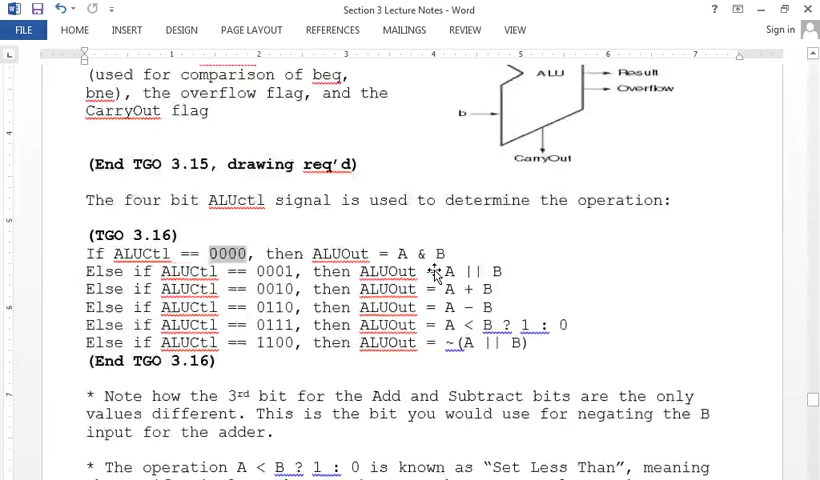 Section 3 Lecture Notes - Word
FILE HOME INSERT DESIGN PAGE LAYOUT REFERENCES MAILINGS REVIEW VIEW Sign in
1 2 3 4 5 6 7
(used for comparison of beq,
bne), the overflow flag, and the
CarryOut flag
ALU
Result
Overflow
b
CarryOut
(End TGO 3.15, drawing req'd)
The four bit ALUctl signal is used to determine the operation:
(TGO 3.16)
If ALUCtl == 0000, then ALUOut = A & B
Else if ALUCtl == 0001, then ALUOut = A || B
Else if ALUCtl == 0010, then ALUOut = A + B
Else if ALUCtl == 0110, then ALUOut = A - B
Else if ALUCtl == 0111, then ALUOut = A < B ? 1 : 0
Else if ALUCtl == 1100, then ALUOut = ~(A || B)
(End TGO 3.16)
* Note how the 3rd bit for the Add and Subtract bits are the only
values different. This is the bit you would use for negating the B
input for the adder.
* The operation A < B ? 1 : 0 is known as "Set Less Than", meaning